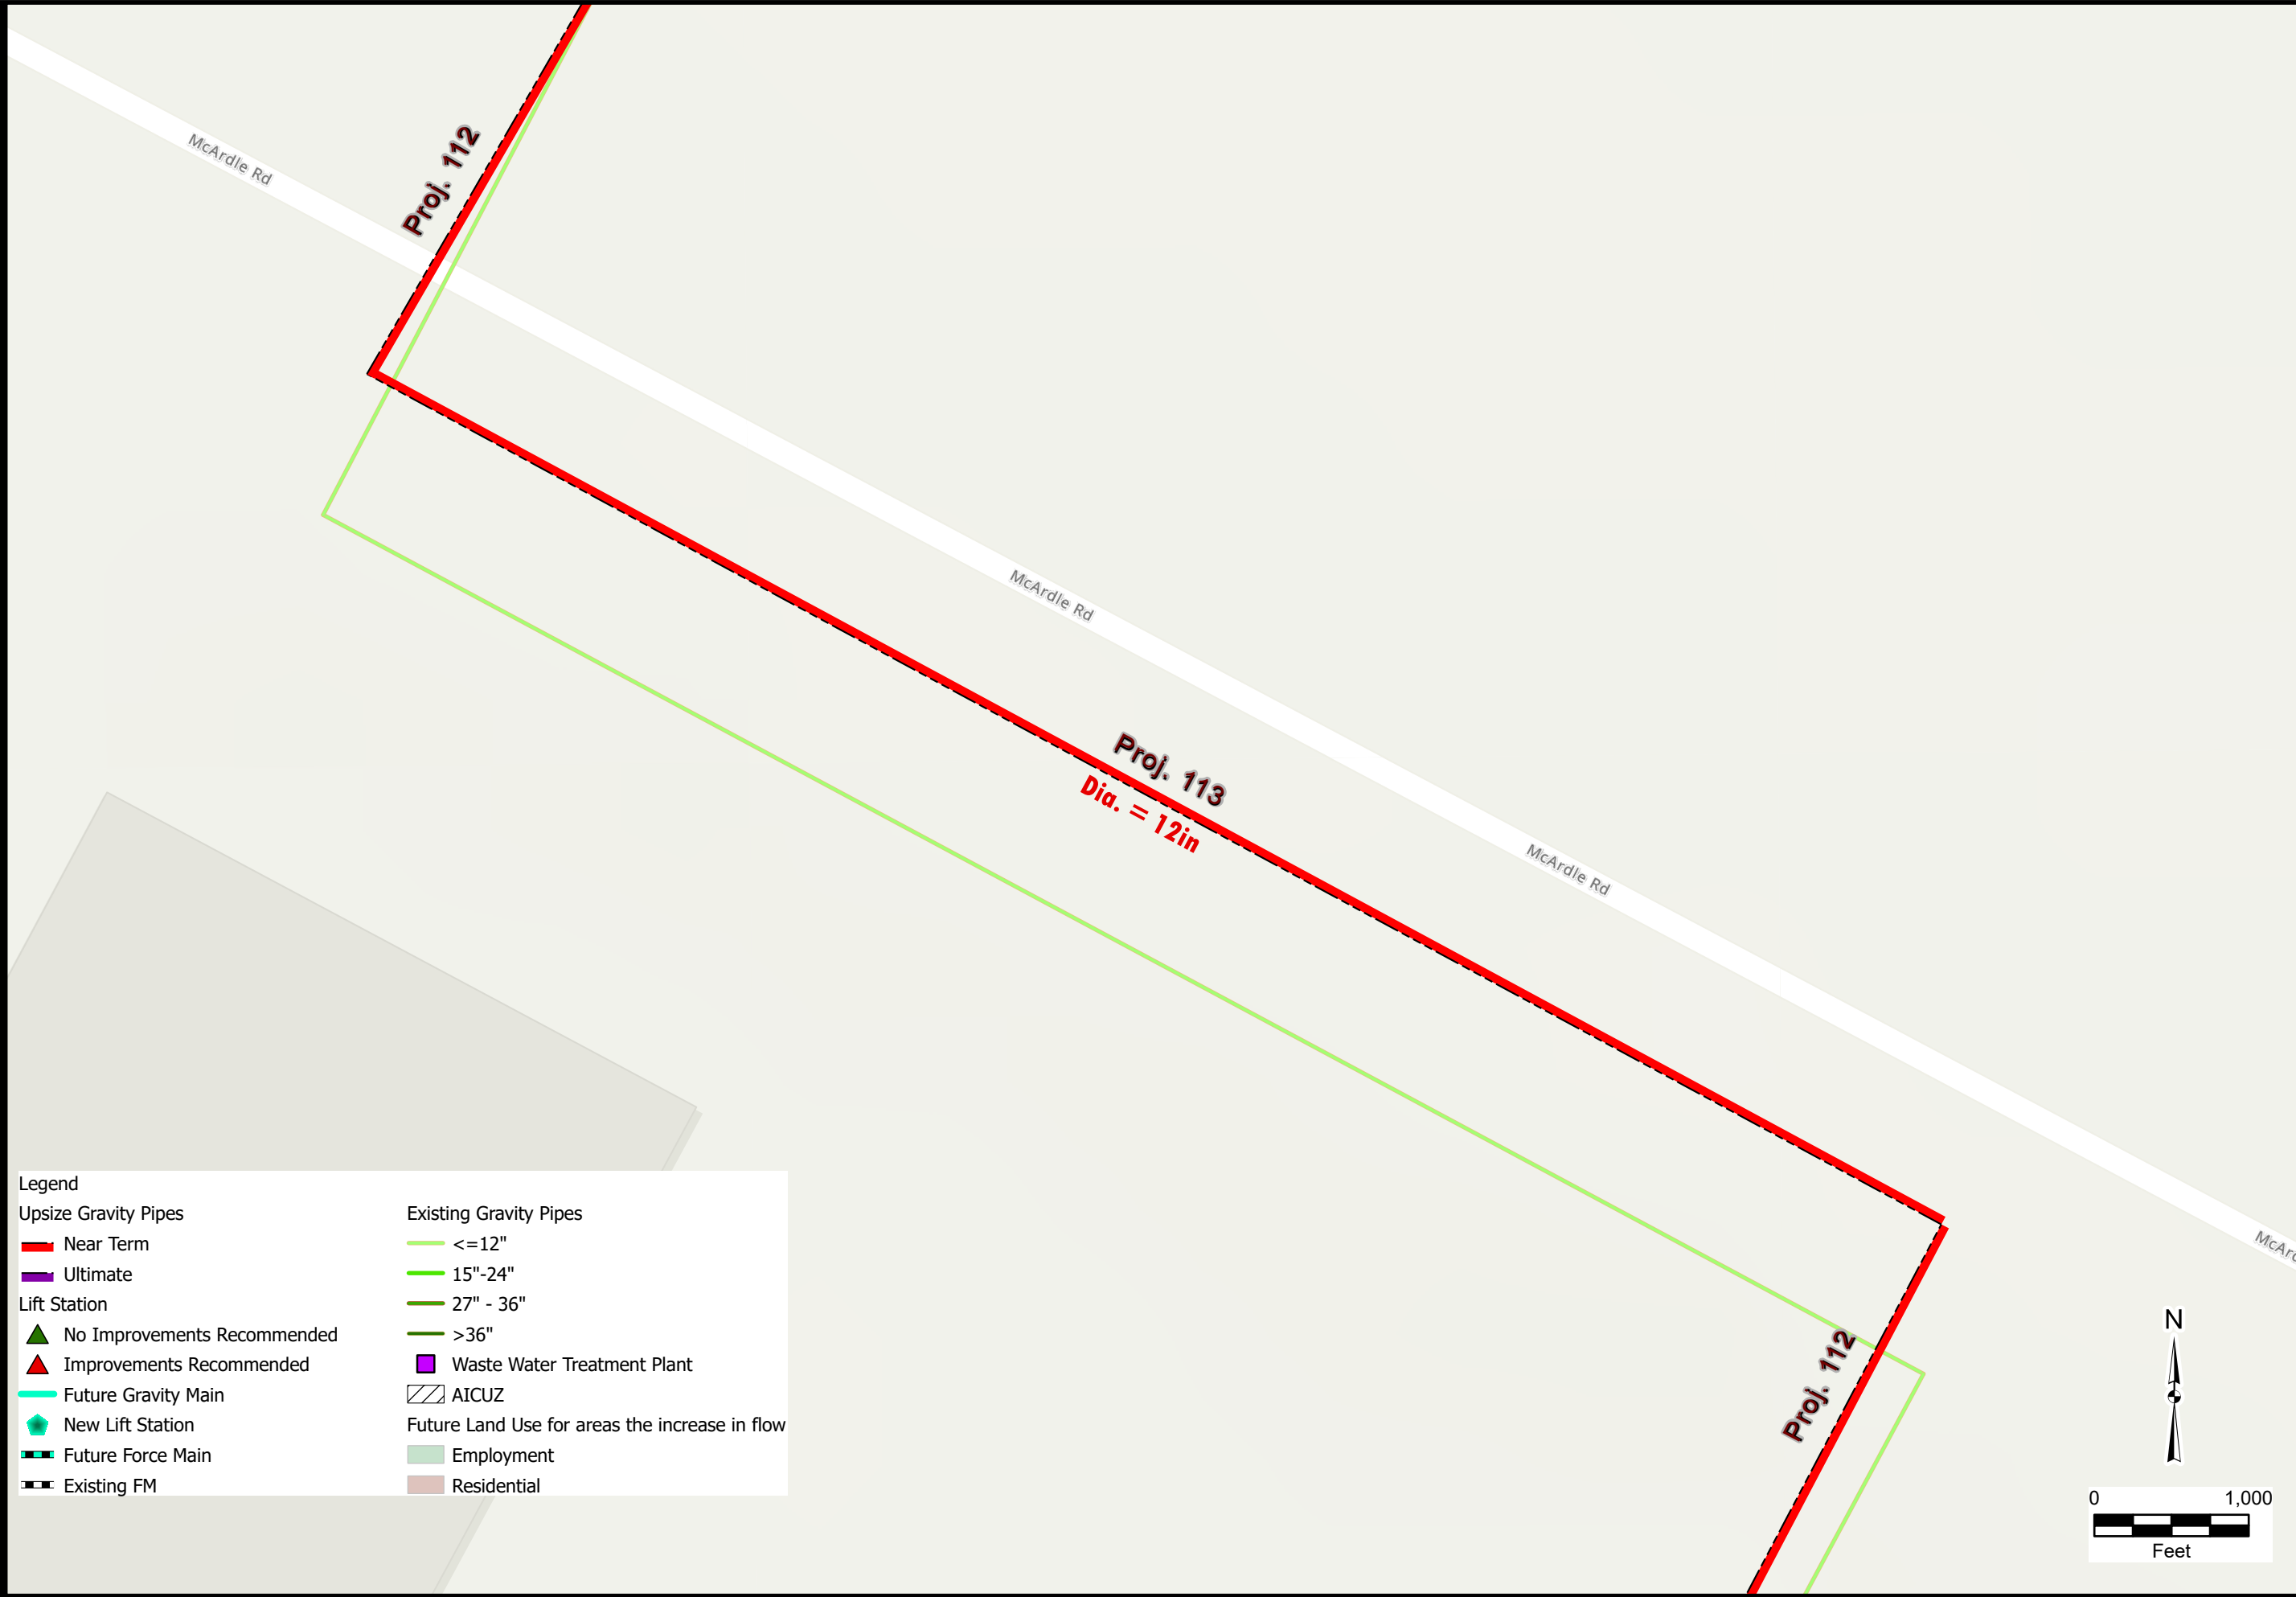 Proj. 112
McArdle Rd
McArdle Rd
Proj. 113
Dia. = 12in
McArdle Rd
McArd
Proj. 112
Legend
Upsize Gravity Pipes
Near Term
Ultimate
Lift Station
No Improvements Recommended
Improvements Recommended
Future Gravity Main
New Lift Station
Future Force Main
Existing FM
Existing Gravity Pipes
<=12"
15"-24"
27" - 36"
>36"
Waste Water Treatment Plant
AICUZ
Future Land Use for areas the increase in flow
Employment
Residential
N
0 1,000
Feet